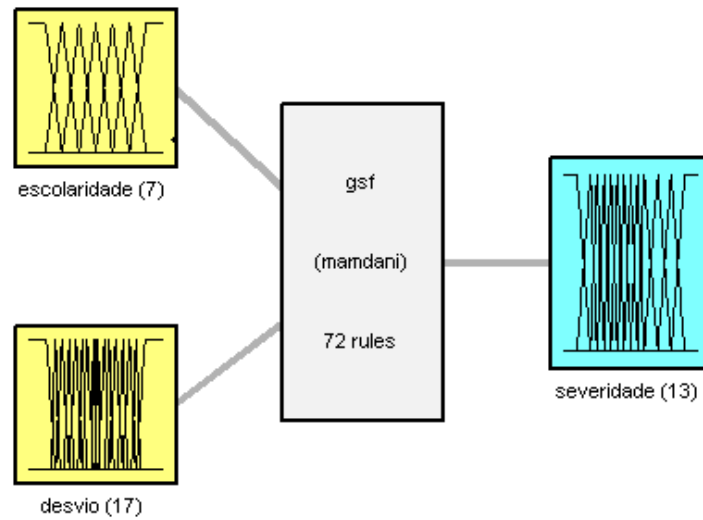 escolaridade (7)
gsf
(mamdani)
72 rules
severidade (13)
desvio (17)